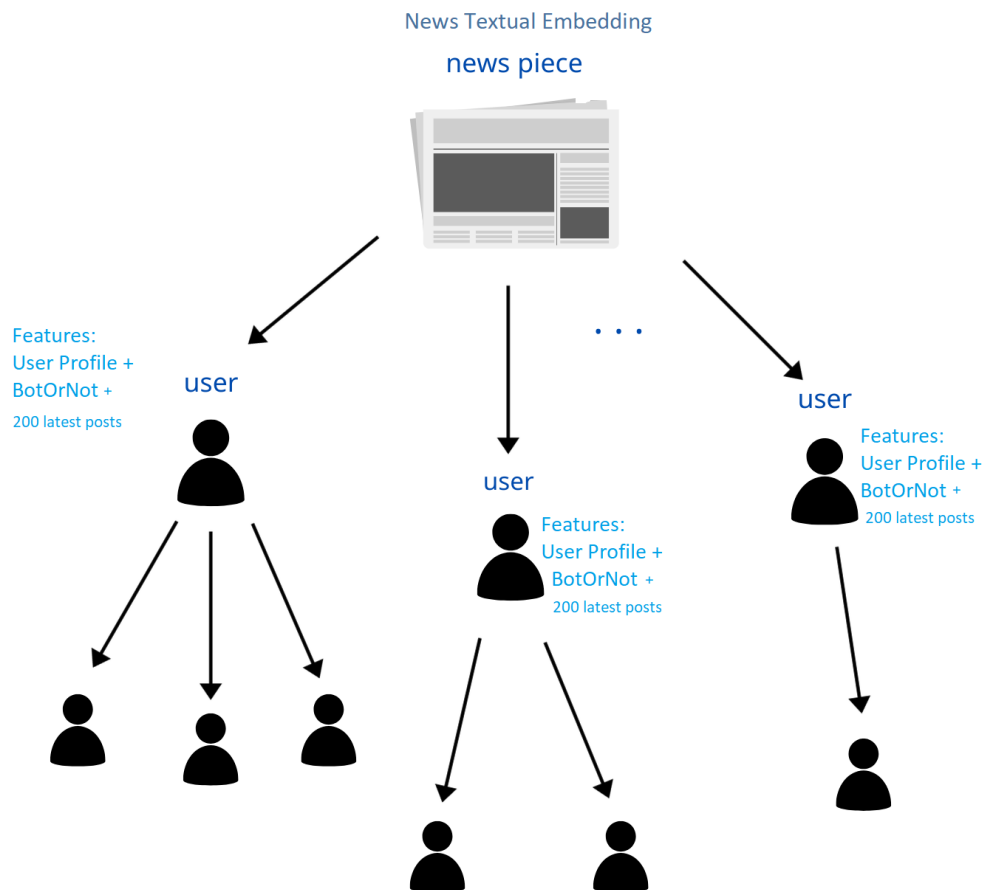 News Textual Embedding
news piece
. . .
Features:
User Profile +
BotOrNot +
200 latest posts
user
user
Features:
User Profile +
BotOrNot +
200 latest posts
user
Features:
User Profile +
BotOrNot +
200 latest posts